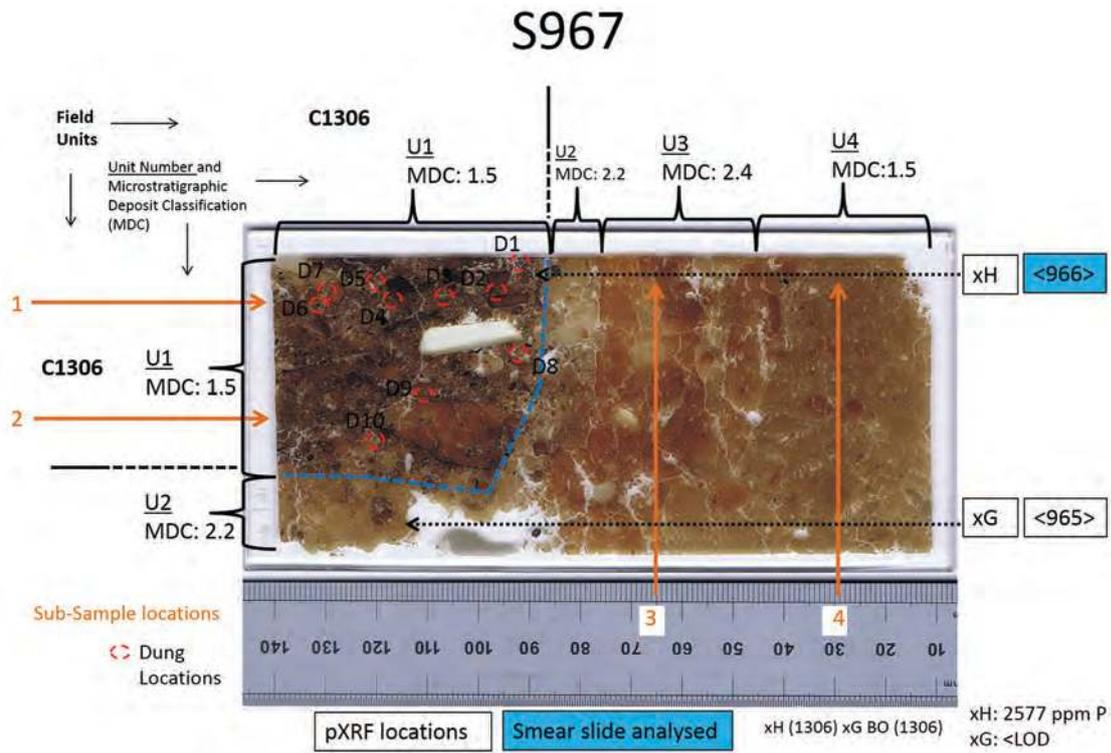 S967
Field
Units
C1306
Unit Number and
Microstratigraphic
Deposit Classification
(MDC)
U1
MDC: 1.5
U2
MDC: 2.2
U3
MDC: 2.4
U4
MDC:1.5
D1
D7
D5
D3
D2
D6
D4
D8
D9
D10
xH
<966>
1
C1306
U1
MDC: 1.5
2
U2
MDC: 2.2
xG
<965>
Sub-Sample locations
Dung
Locations
3
4
140
130
120
110
100
90
80
70
60
50
40
30
20
10
pXRF locations
Smear slide analysed
xH (1306) xG BO (1306)
xH: 2577 ppm P
xG: <LOD